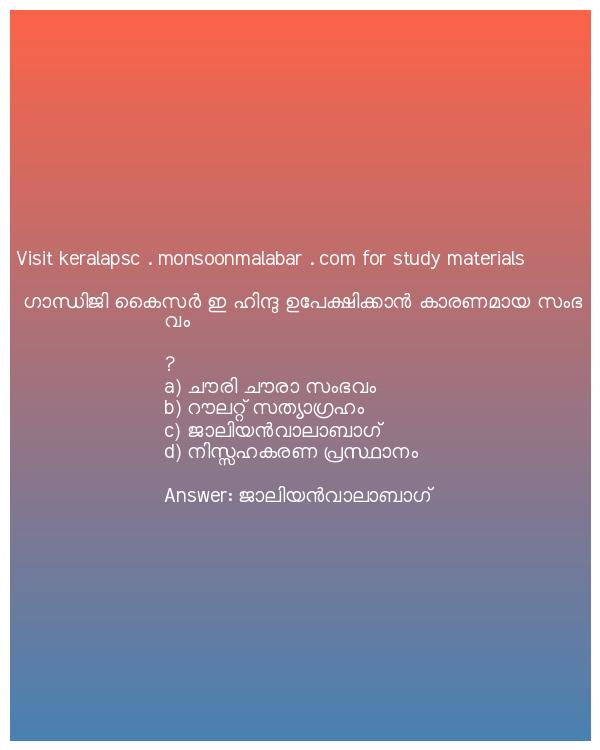 Visit keralapsc . monsoonmalabar . com for study materials
ഗാന്ധിജി കൈസർ ഇ ഹിന്ദു ഉപേക്ഷിക്കാൻ കാരണമായ സംഭ
വം
?
a) ചൗരി ചൗരാ സംഭവം
b) റൗലറ്റ് സത്യാഗ്രഹം
c) ജാലിയൻവാലാബാഗ്
d) നിസ്സഹകരണ പ്രസ്ഥാനം
Answer: ജാലിയൻവാലാബാഗ്